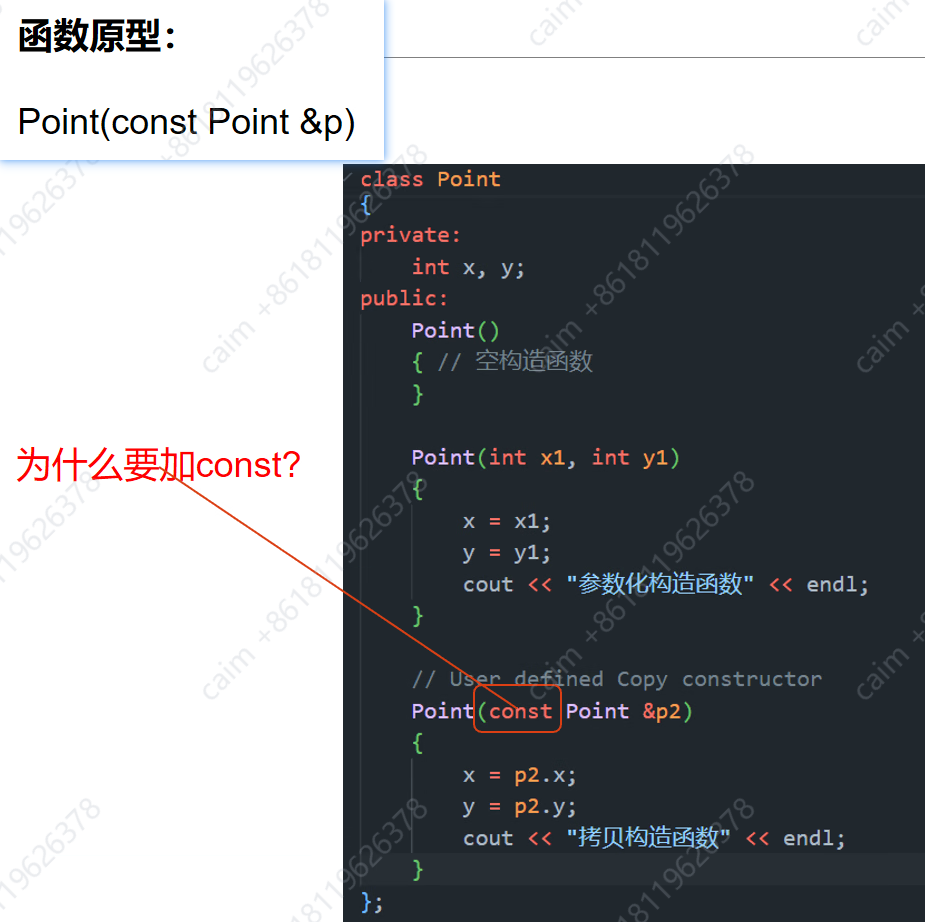 函数原型：
Point(const Point &p)
class Point
{
private:
int x, y;
public:
Point()
{ // 空构造函数
}
Point(int x1, int y1)
{
x = x1;
y = y1;
cout << "参数化构造函数" << endl;
}
为什么要加const?
// User defined Copy constructor
Point(const Point &p2)
{
x = p2.x;
y = p2.y;
cout << "拷贝构造函数" << endl;
}
};
caim +8618119626378